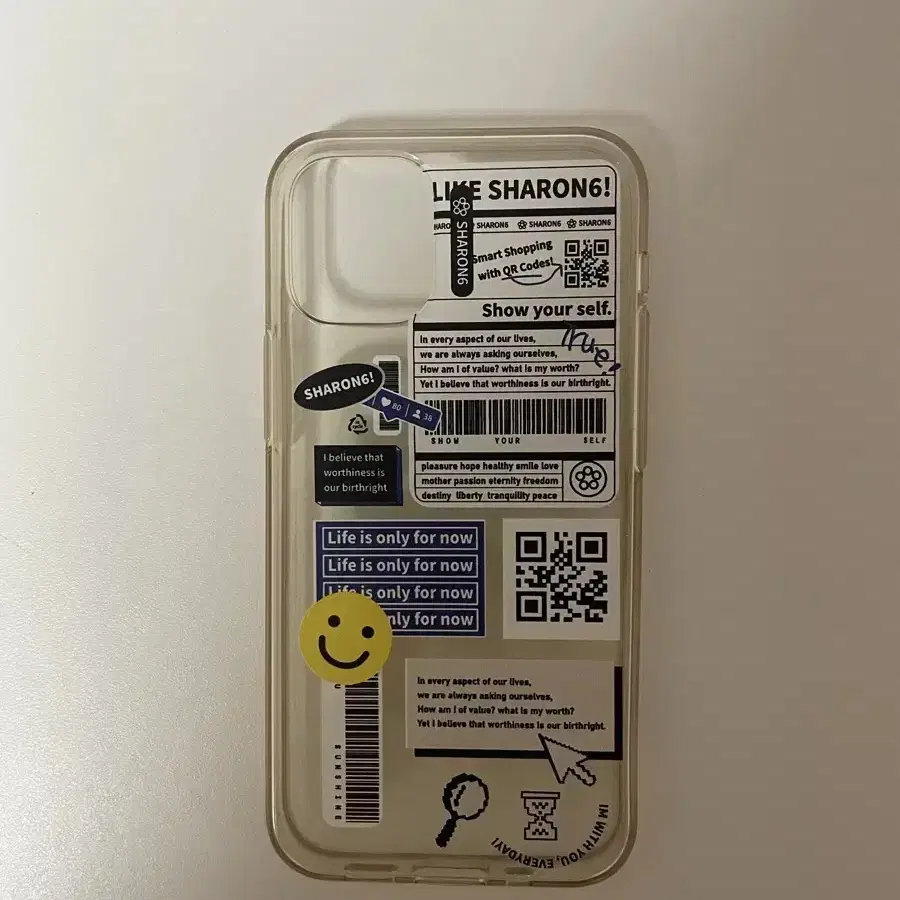 LIKE SHARON6!
SHARON6 SHARON6 SHARON6
SHARON6
Smart Shopping
with QR Codes!
Show your self.
True!
In every aspect of our lives,
we are always asking ourselves,
How am I of value? what is my worth?
Yet I believe that worthiness is our birthright.
SHOW YOUR SELF
pleasure hope healthy smile love
mother passion eternity freedom
destiny liberty tranquility peace
SHARON6!
80 38
I believe that
worthiness is
our birthright
Life is only for now
Life is only for now
Life is only for now
only for now
SUNSHINE
In every aspect of our lives,
we are always asking ourselves,
How am I of value? what is my worth?
Yet I believe that worthiness is our birthright.
IM WITH YOU, EVERYDAY!